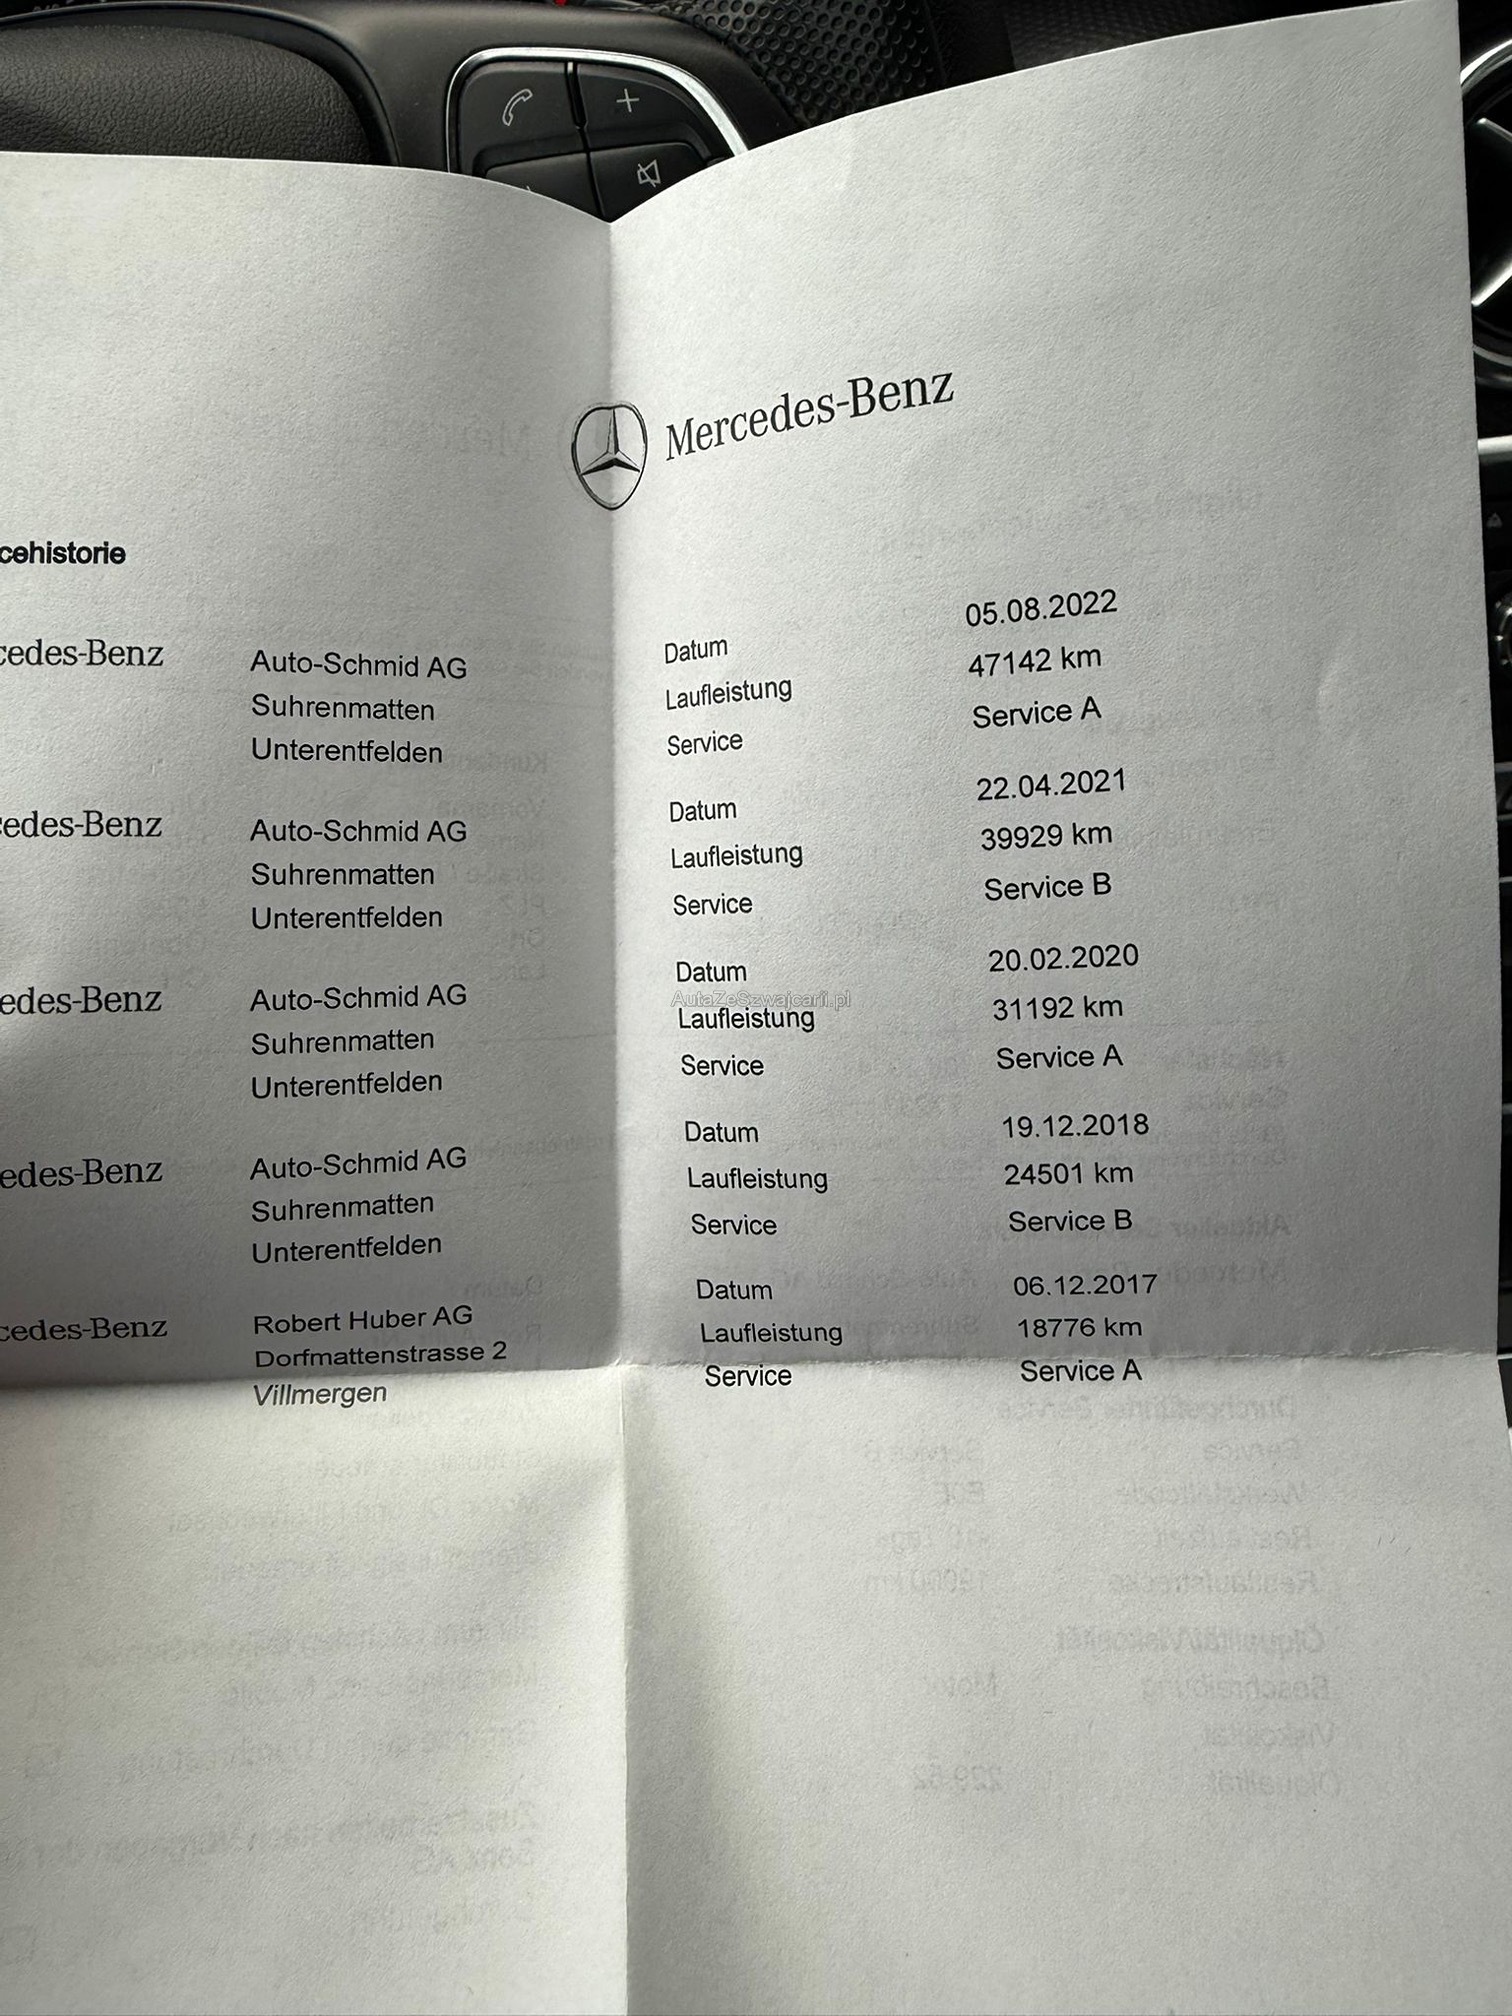 Mercedes-Benz
cehistorie
cedes-Benz
Auto-Schmid AG
Suhrenmatten
Unterentfelden
Datum 05.08.2022
Laufleistung 47142 km
Service Service A
edes-Benz
Auto-Schmid AG
Suhrenmatten
Unterentfelden
Datum 22.04.2021
Laufleistung 39929 km
Service Service B
edes-Benz
Auto-Schmid AG
Suhrenmatten
Unterentfelden
Datum 20.02.2020
AutaZeSzwajcarii.pl
Laufleistung 31192 km
Service Service A
edes-Benz
Auto-Schmid AG
Suhrenmatten
Unterentfelden
Datum 19.12.2018
Laufleistung 24501 km
Service Service B
cedes-Benz
Robert Huber AG
Dorfmattenstrasse 2
Villmergen
Datum 06.12.2017
Laufleistung 18776 km
Service Service A